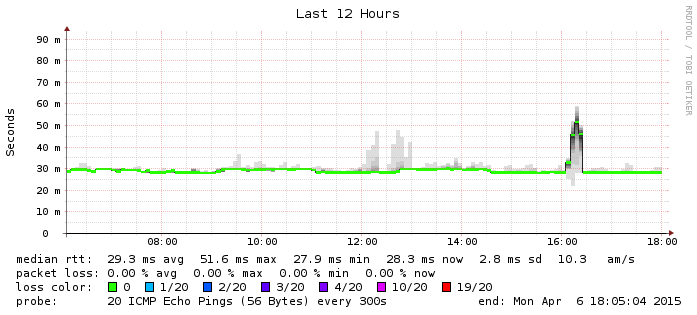 Last 12 Hours
RRDTOOL / TOBI OETIKER
Seconds
90 m
80 m
70 m
60 m
50 m
40 m
30 m
20 m
10 m
0
08:00 10:00 12:00 14:00 16:00 18:00
median rtt: 29.3 ms avg 51.6 ms max 27.9 ms min 28.3 ms now 2.8 ms sd 10.3 am/s
packet loss: 0.00 % avg 0.00 % max 0.00 % min 0.00 % now
loss color: 0 1/20 2/20 3/20 4/20 10/20 19/20
probe: 20 ICMP Echo Pings (56 Bytes) every 300s end: Mon Apr 6 18:05:04 2015